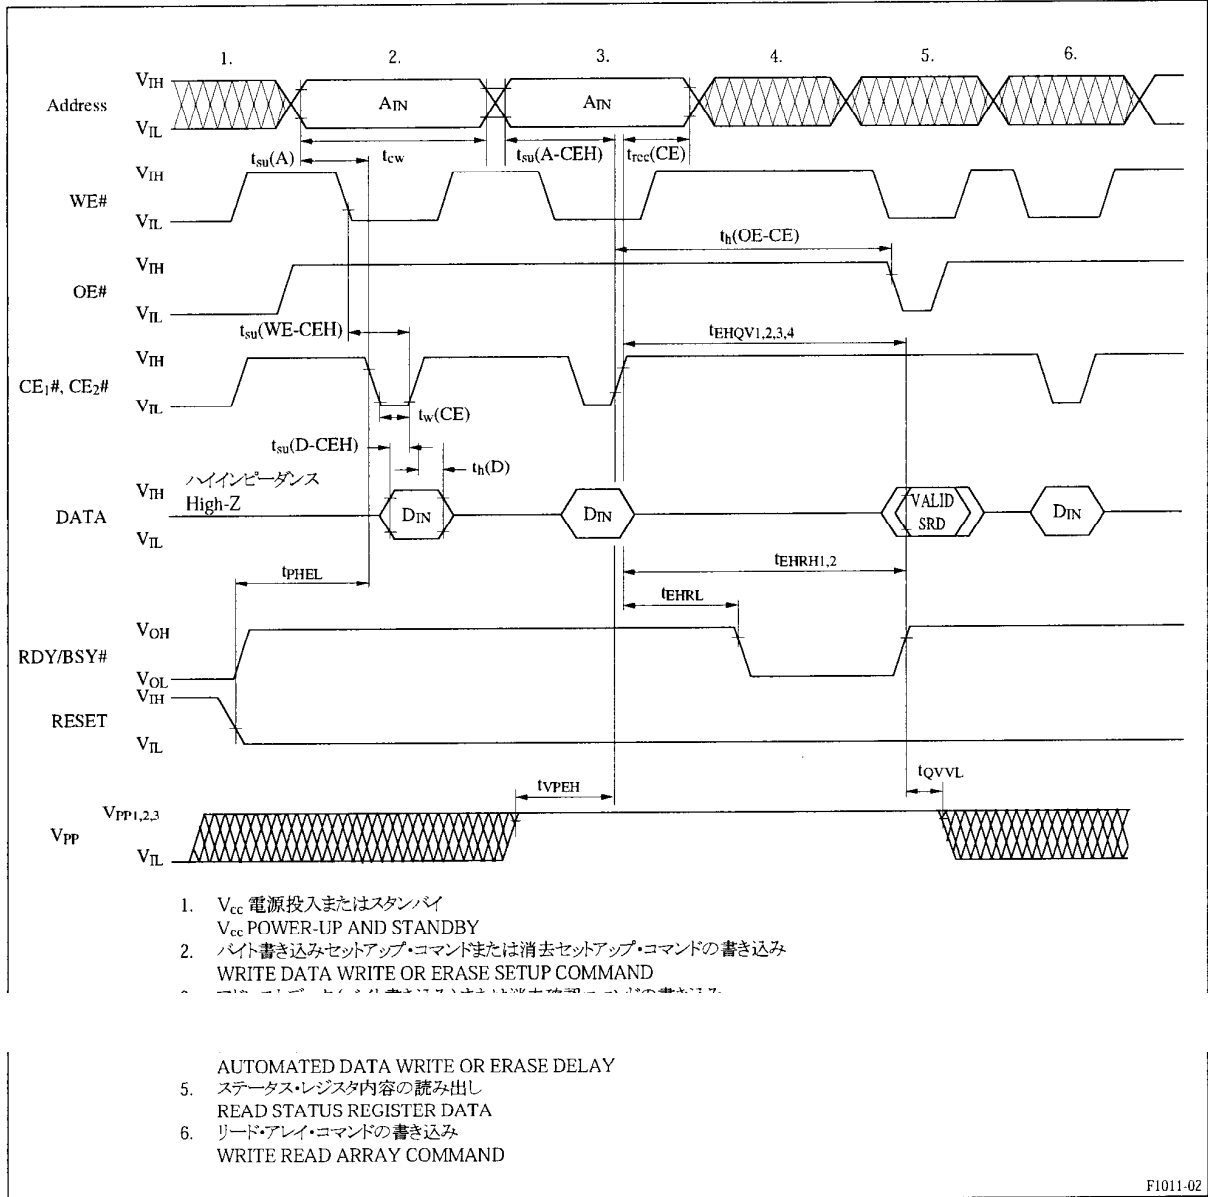 1. 2. 3. 4. 5. 6.
Address VIH AIN AIN
VIL
tsu(A) tcw tsu(A-CEH) trec(CE)
WE# VIH
VIL
th(OE-CE)
OE# VIH
VIL
tsu(WE-CEH) tEHQV1,2,3,4
CE1#, CE2# VIH
VIL
tw(CE)
tsu(D-CEH) th(D)
ハイインピーダンス
DATA VIH High-Z DIN DIN VALID SRD DIN
VIL
tPHEL tEHRH1,2
tEHRL
RDY/BSY# VOH
VOL
RESET VIH
VIL
tVPEH tQVVL
VPP VPP1,2,3
VIL
1. Vcc 電源投入またはスタンバイ
Vcc POWER-UP AND STANDBY
2. バイト書き込みセットアップ・コマンドまたは消去セットアップ・コマンドの書き込み
WRITE DATA WRITE OR ERASE SETUP COMMAND
AUTOMATED DATA WRITE OR ERASE DELAY
5. ステータス・レジスタ内容の読み出し
READ STATUS REGISTER DATA
6. リード・アレイ・コマンドの書き込み
WRITE READ ARRAY COMMAND
F1011-02